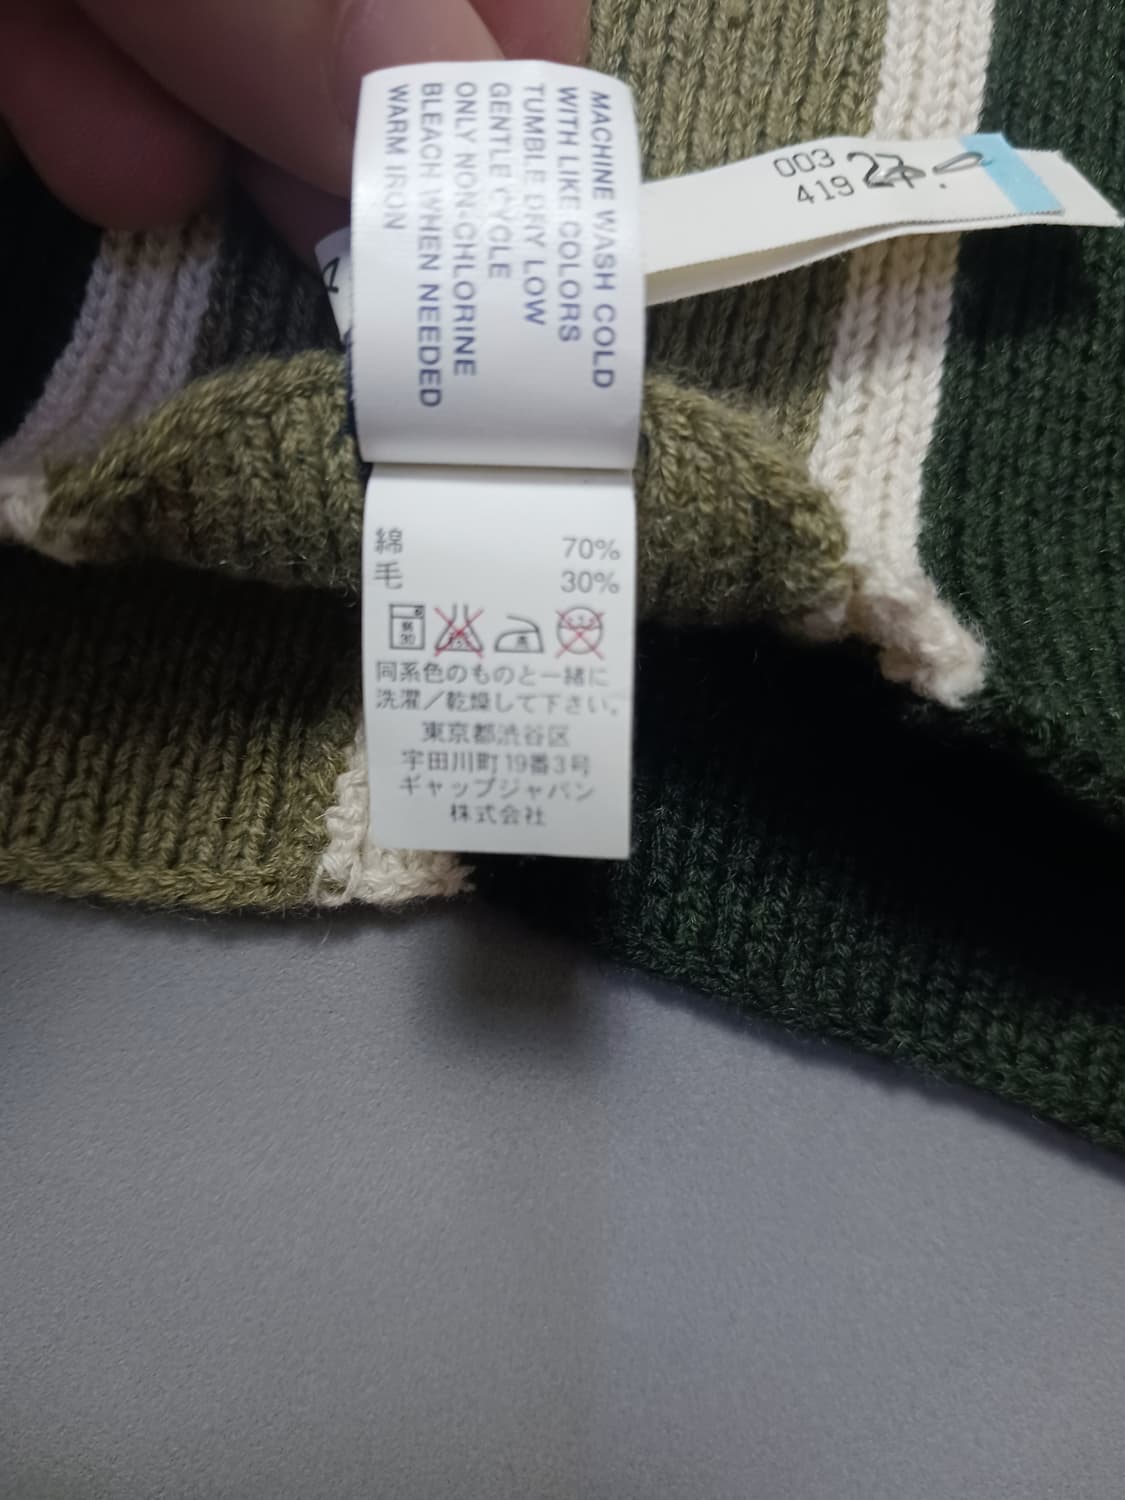 MACHINE WASH COLD
WITH LIKE COLORS
TUMBLE DRY LOW
GENTLE CYCLE
ONLY NON-CHLORINE
BLEACH WHEN NEEDED
WARM IRON
003
419
綿 70%
毛 30%
同系色のものと一緒に
洗濯／乾燥して下さい。
東京都渋谷区
宇田川町19番3号
ギャップジャパン
株式会社